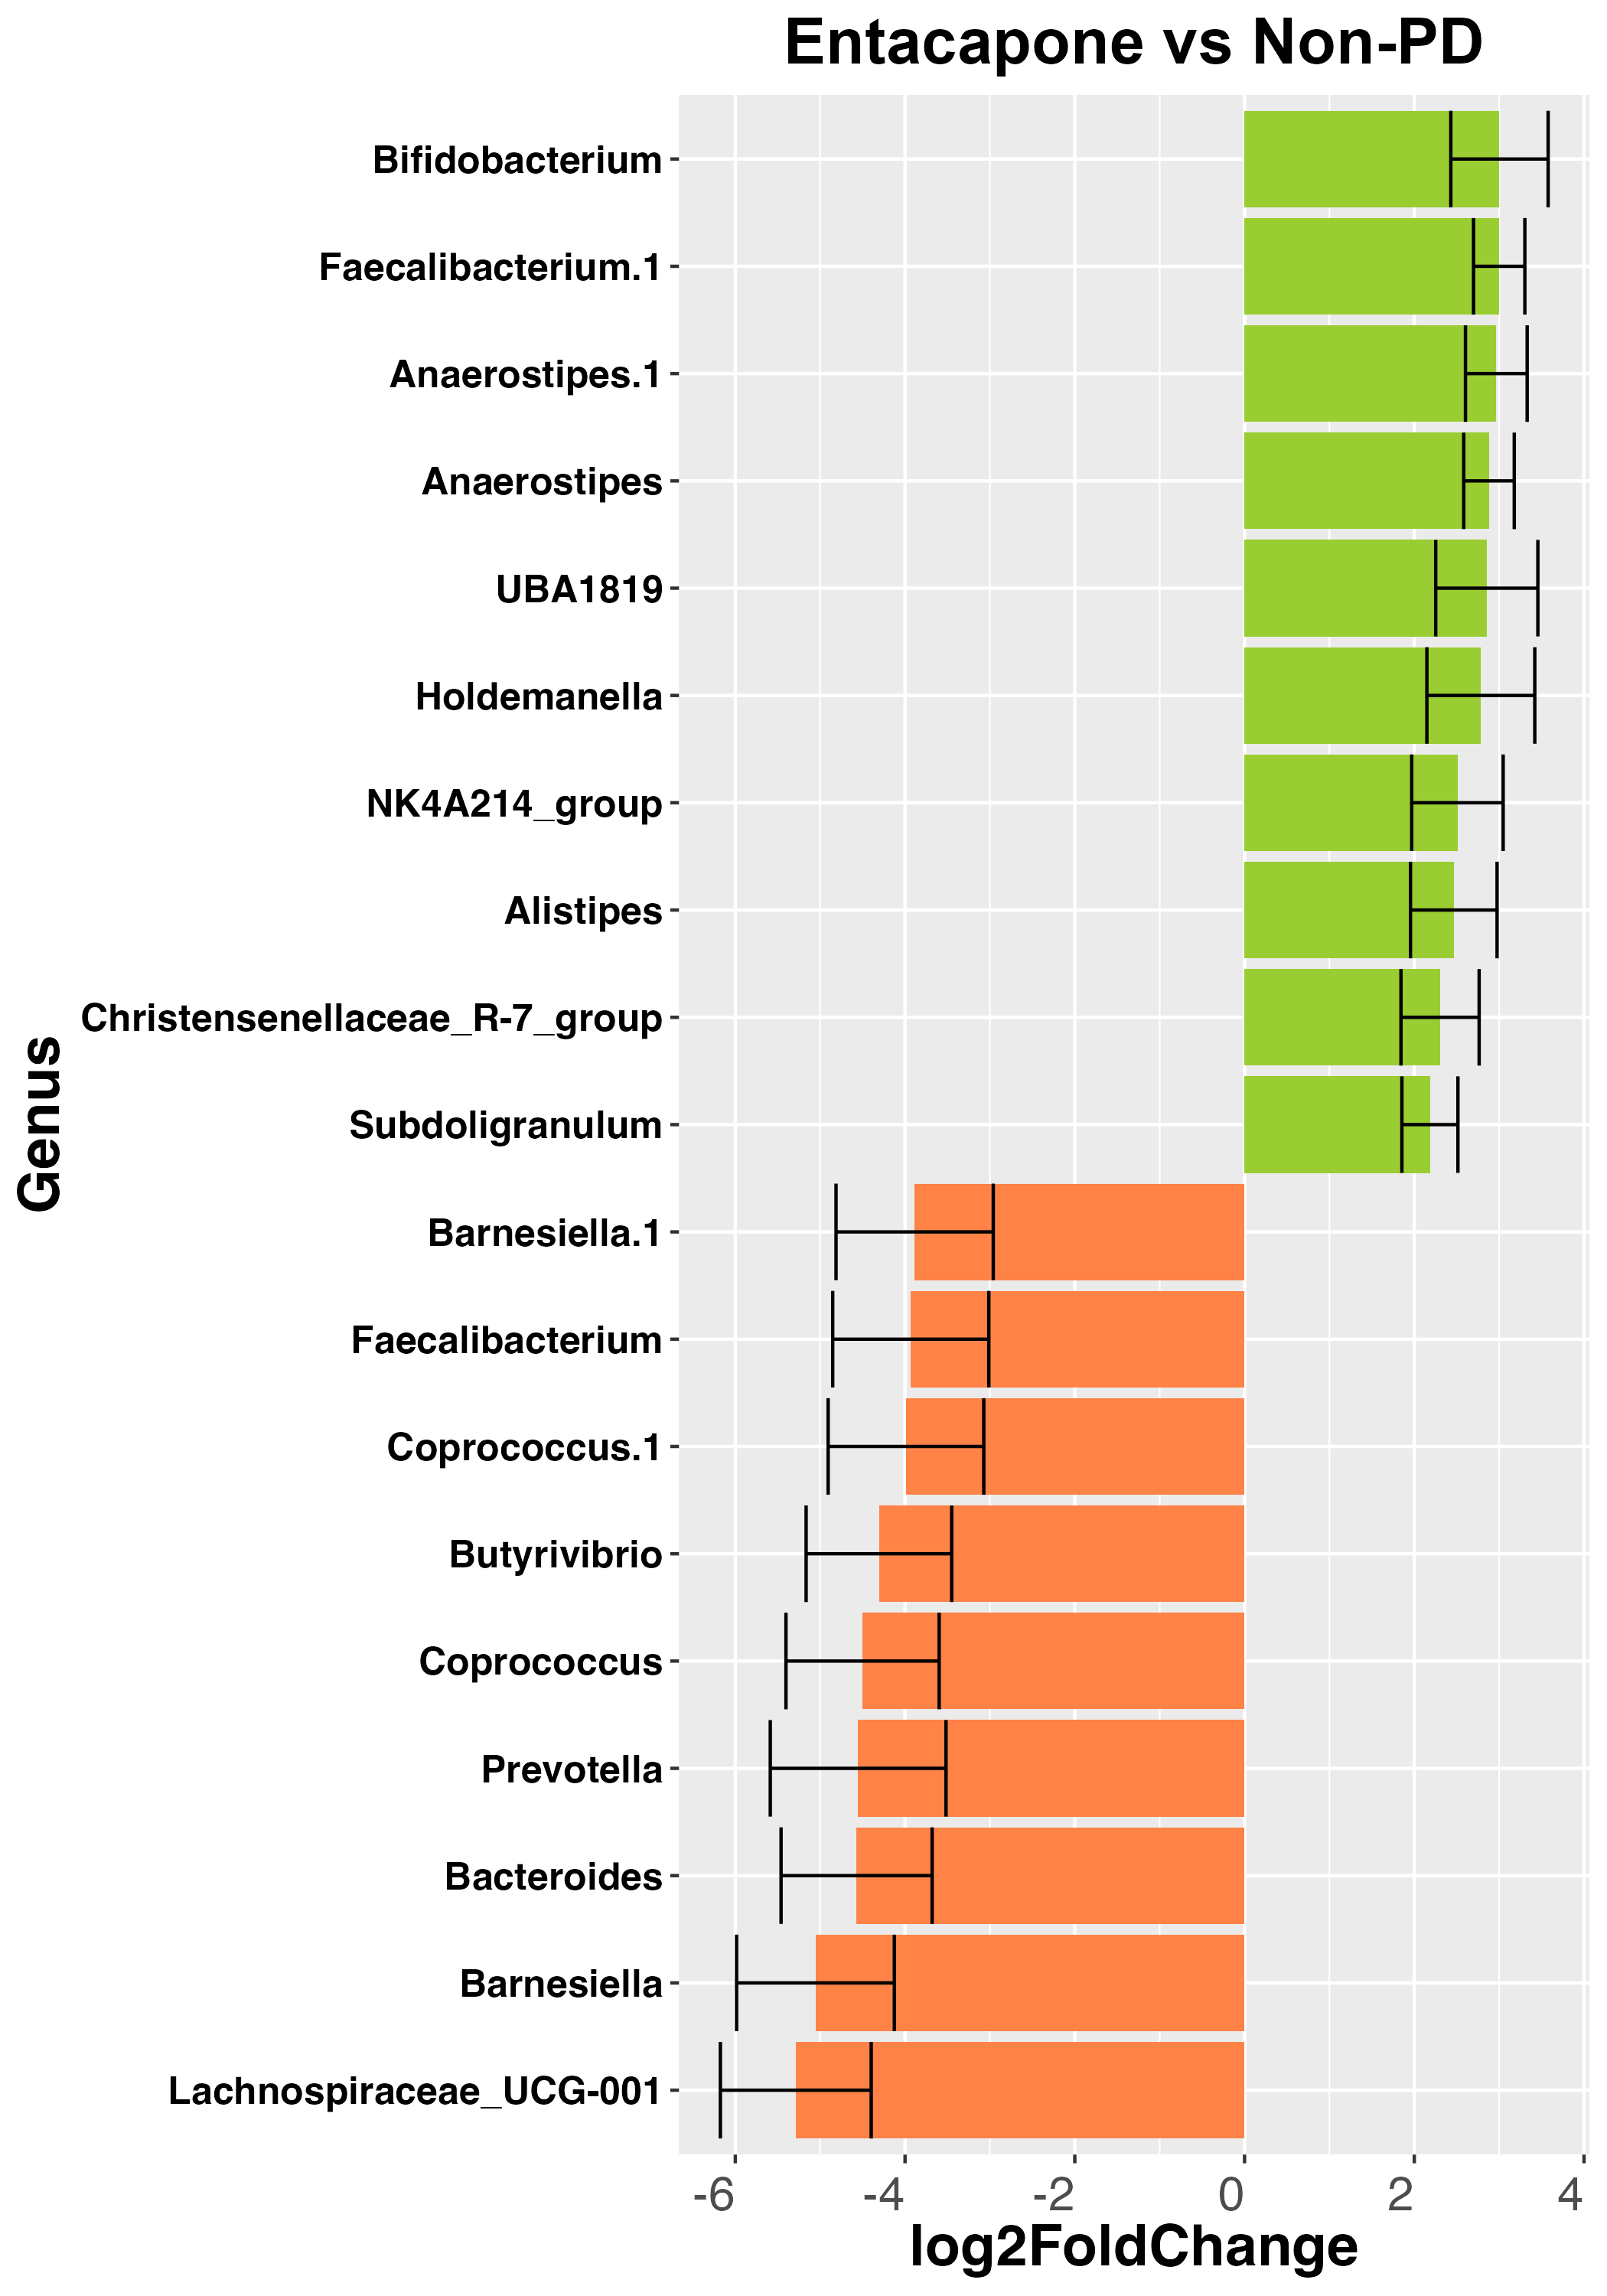 Entacapone vs Non-PD
Genus
Bifidobacterium
Faecalibacterium.1
Anaerostipes.1
Anaerostipes
UBA1819
Holdemanella
NK4A214_group
Alistipes
Christensenellaceae_R-7_group
Subdoligranulum
Barnesiella.1
Faecalibacterium
Coprococcus.1
Butyrivibrio
Coprococcus
Prevotella
Bacteroides
Barnesiella
Lachnospiraceae_UCG-001
-6 -4 -2 0 2 4
log2FoldChange